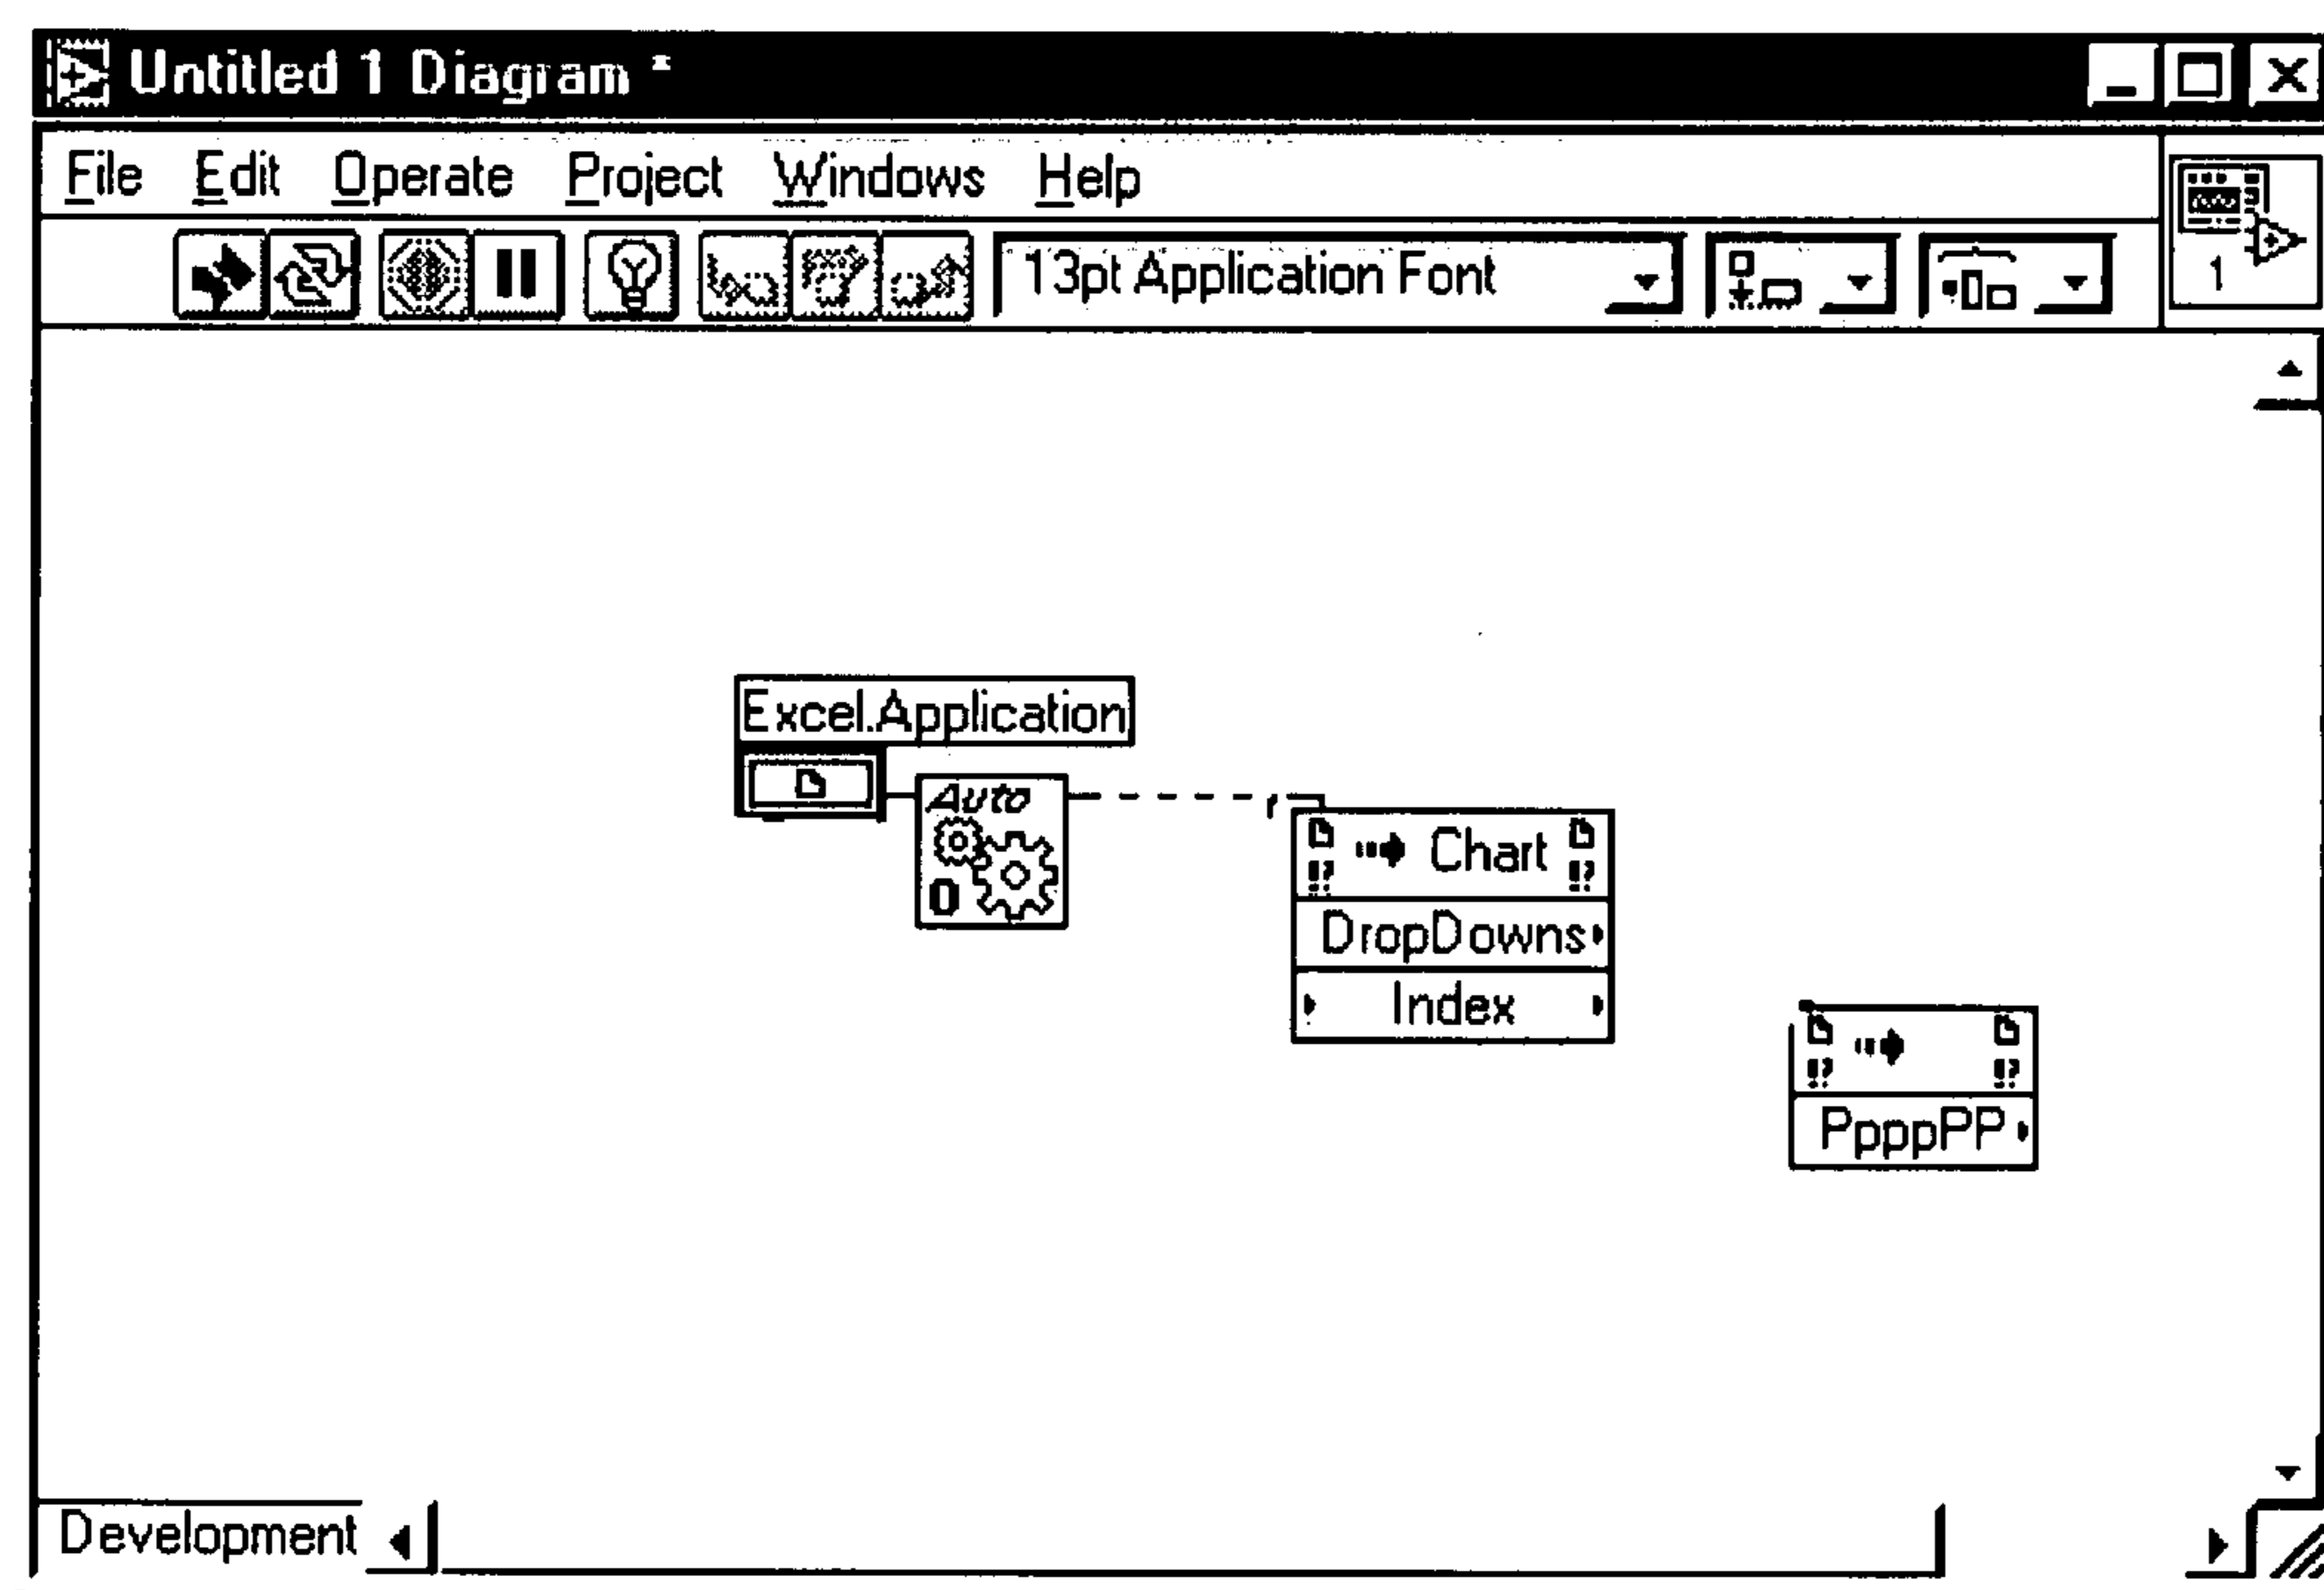 Untitled 1 Diagram *
File Edit Operate Project Windows Help
13pt Application Font
1
Excel.Application
Auto
0
Chart
!?
!?
DropDowns
Index
!?
!?
PpppPP
Development